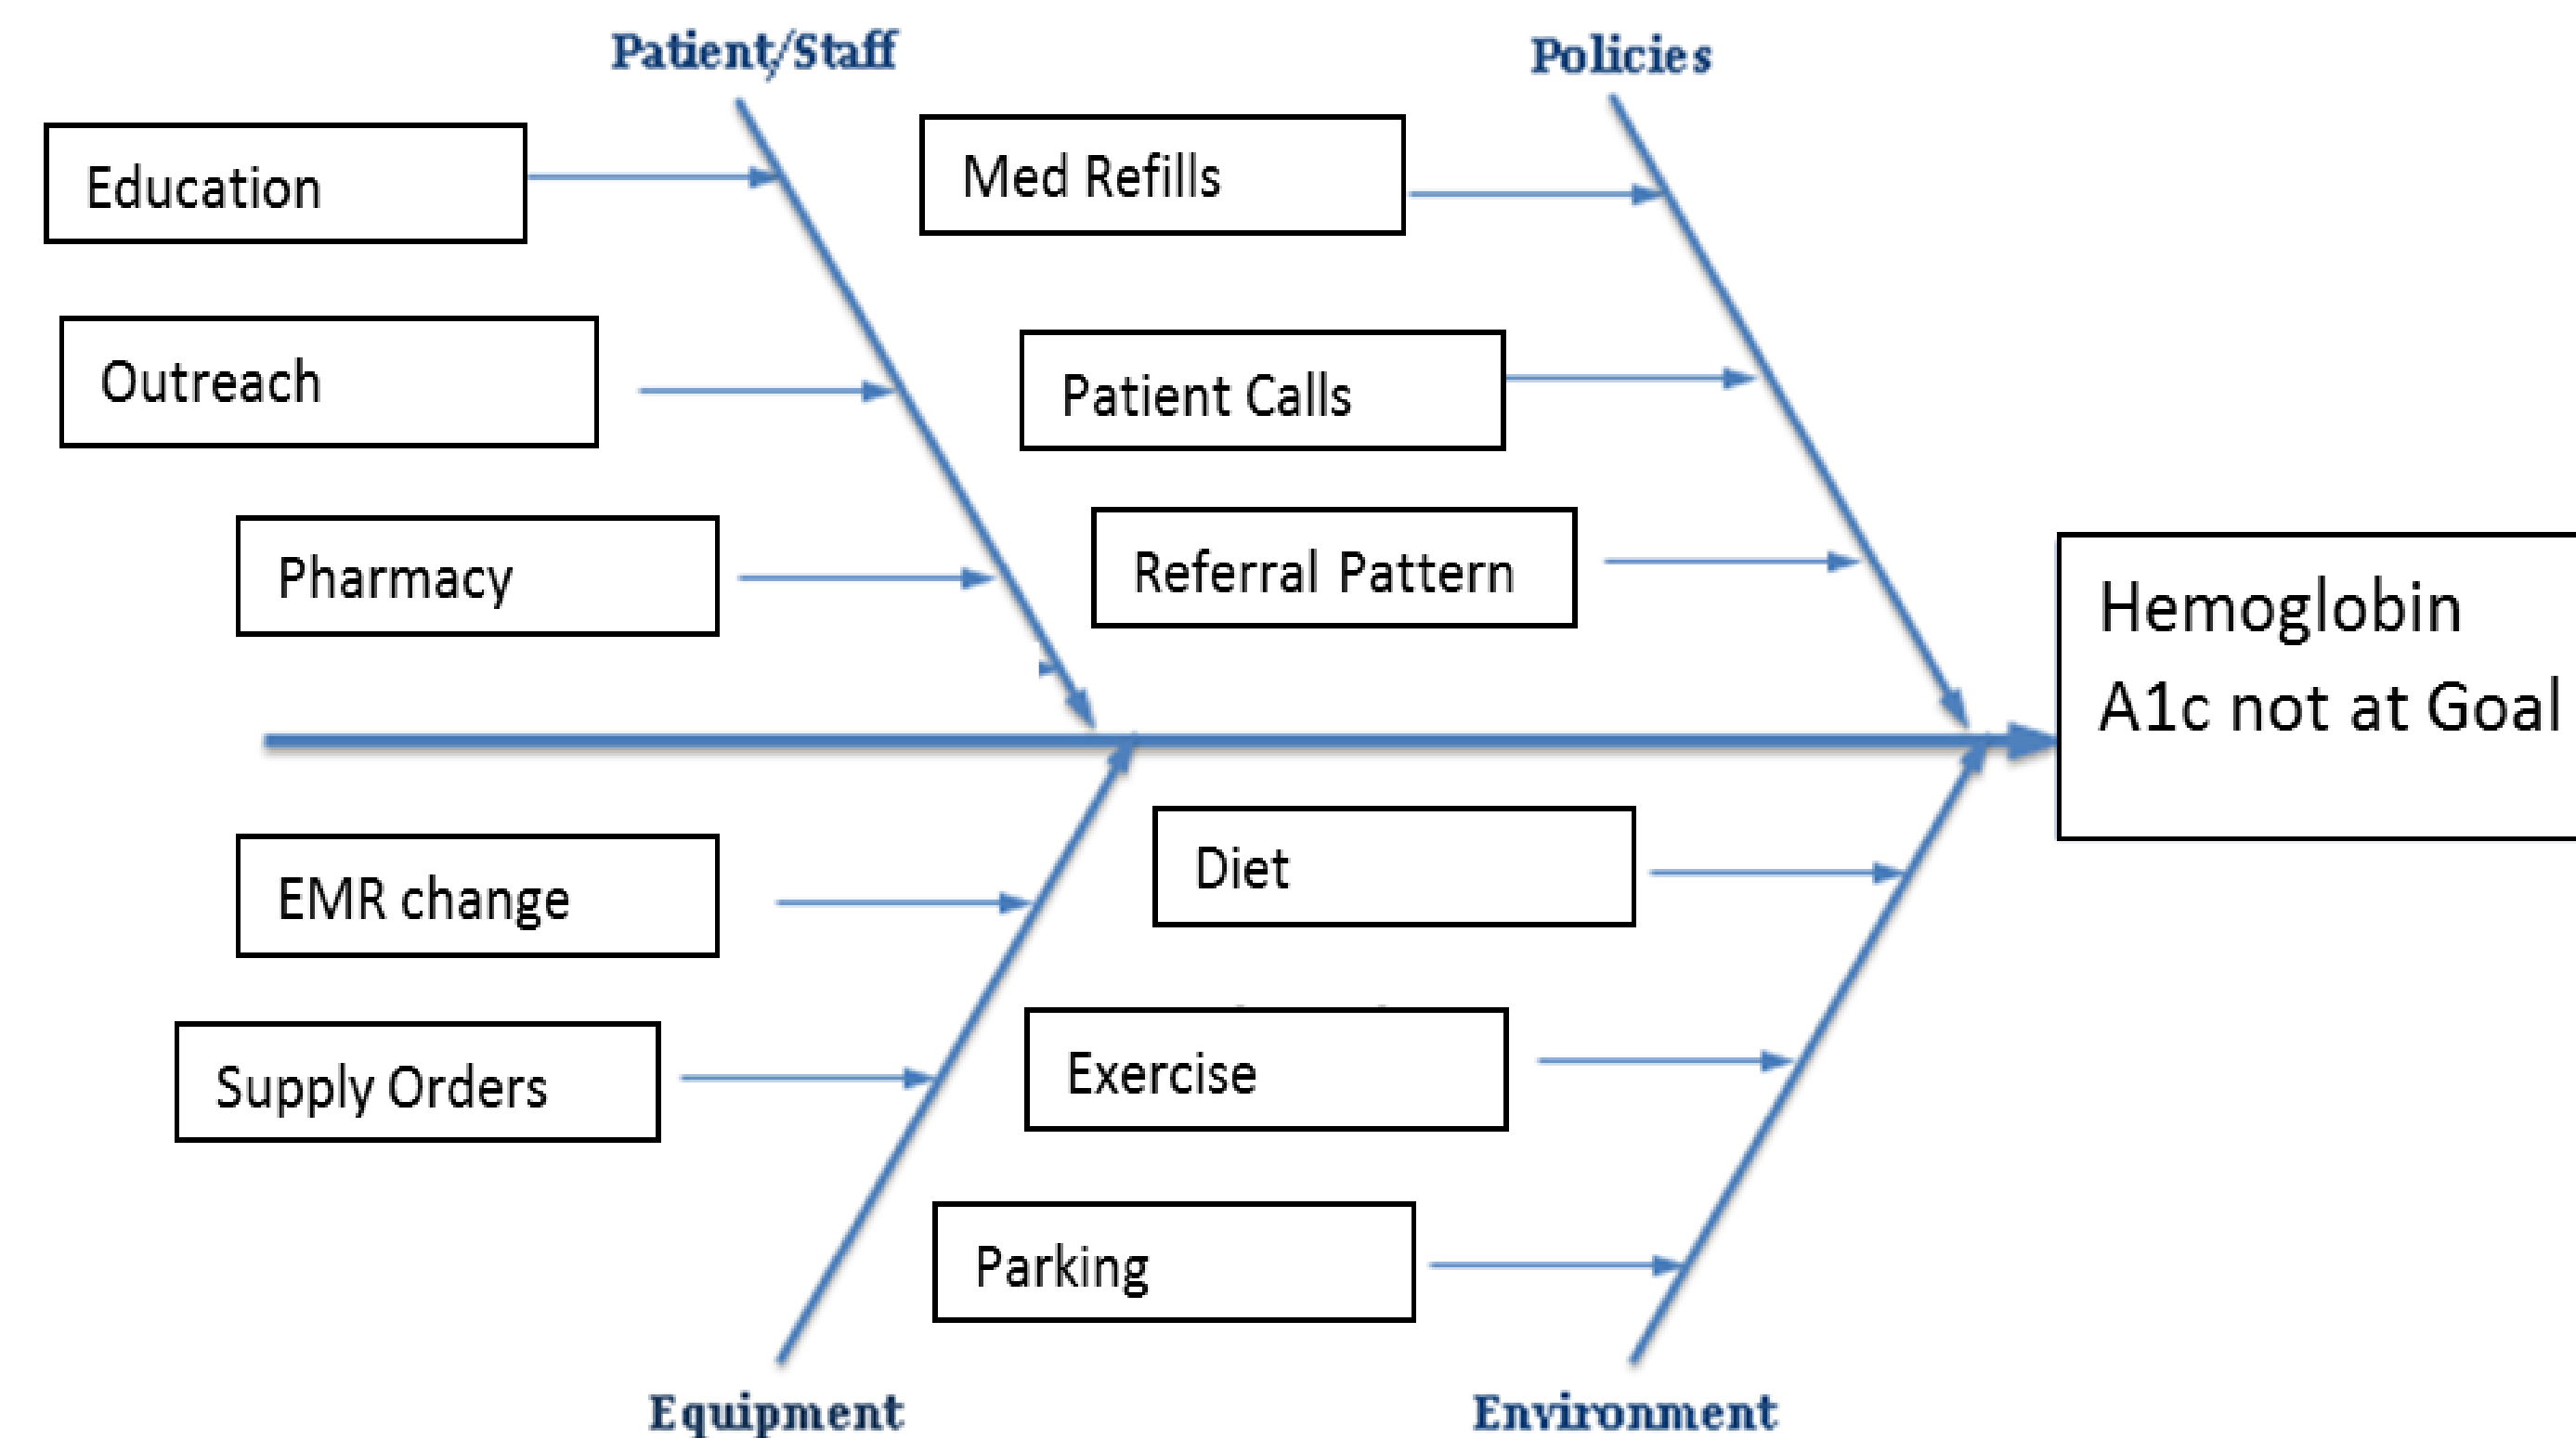 Patient/Staff
Policies
Education
Med Refills
Outreach
Patient Calls
Pharmacy
Referral Pattern
Hemoglobin
A1c not at Goal
EMR change
Diet
Supply Orders
Exercise
Parking
Equipment
Environment